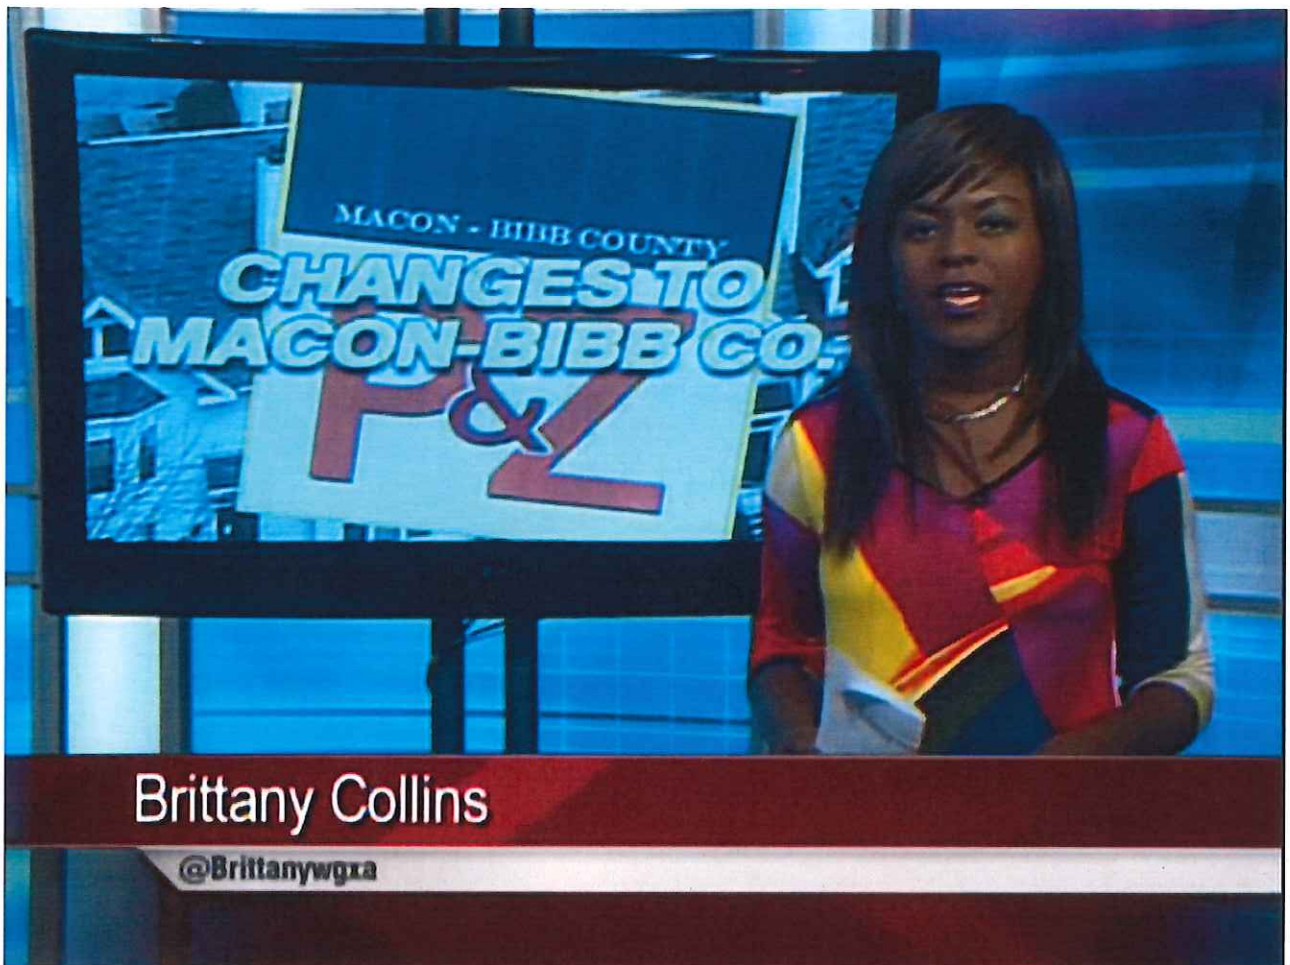 MACON - BIBB COUNTY
CHANGES TO
MACON-BIBB CO.
P&Z
Brittany Collins
@Brittanywgxa